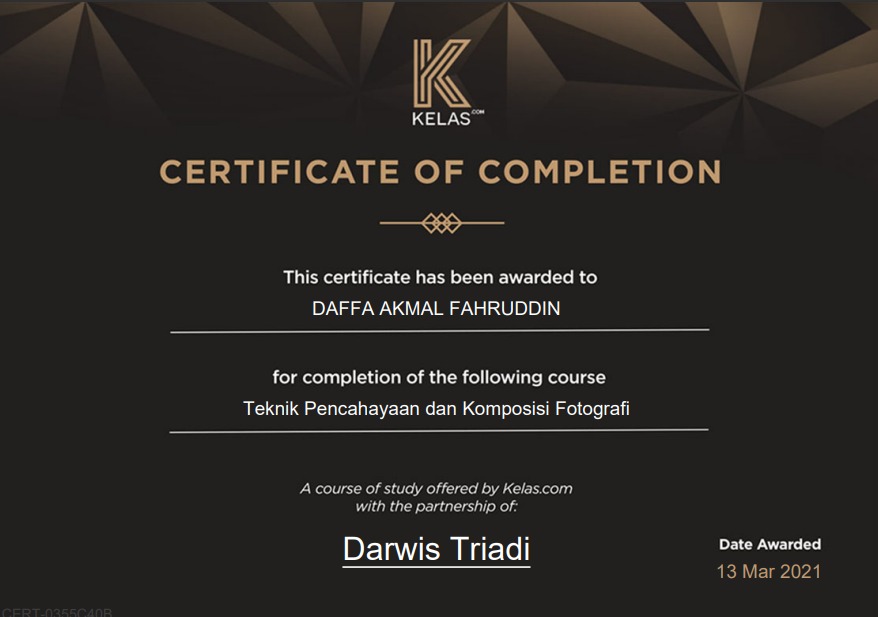 KELAS.COM
CERTIFICATE OF COMPLETION
This certificate has been awarded to
DAFFA AKMAL FAHRUDDIN
for completion of the following course
Teknik Pencahayaan dan Komposisi Fotografi
A course of study offered by Kelas.com
with the partnership of:
Darwis Triadi
Date Awarded
13 Mar 2021
CERT-0355C40B